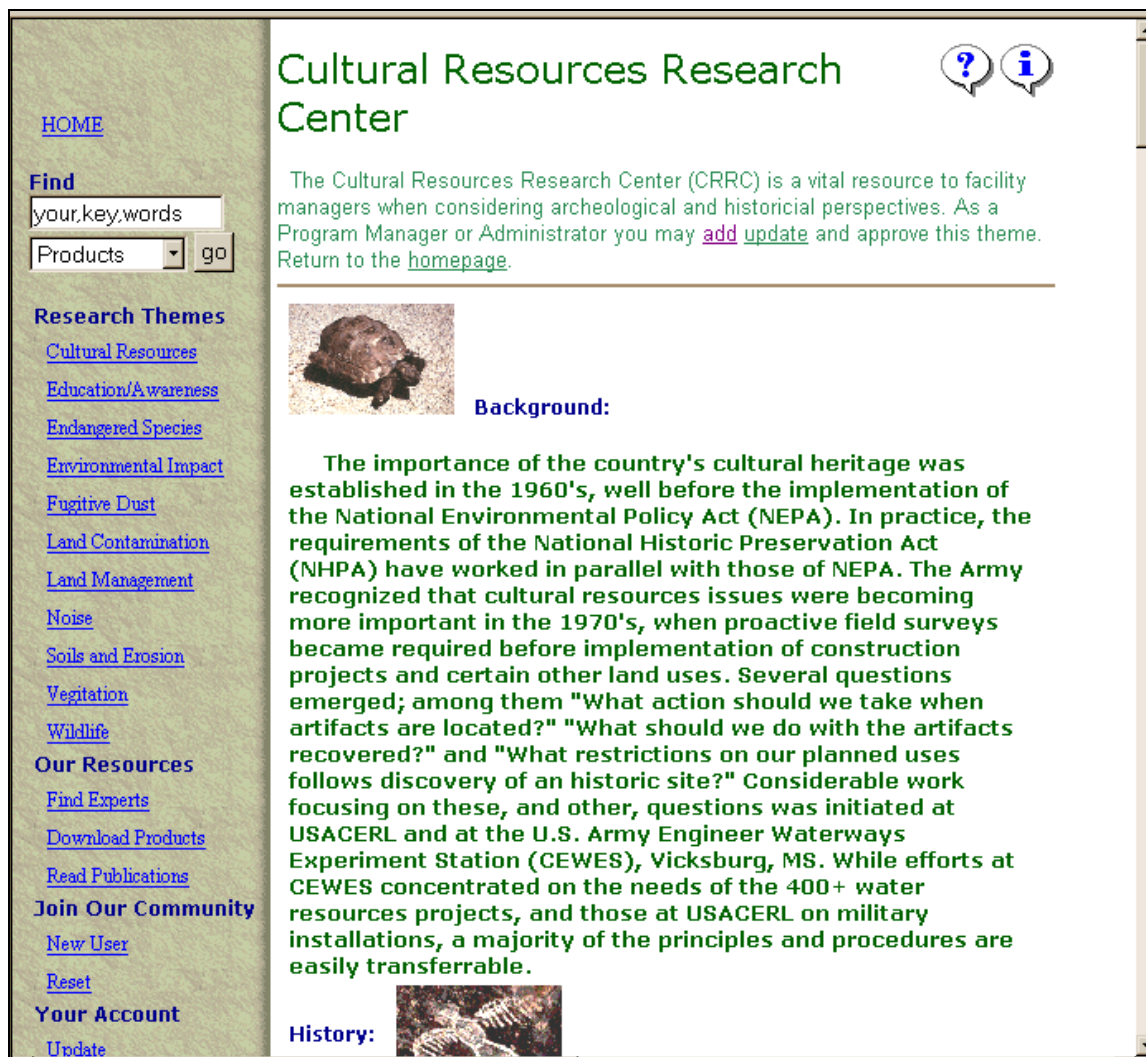 HOME
Find
your,key,words
Products go
Research Themes
Cultural Resources
Education/Awareness
Endangered Species
Environmental Impact
Fugitive Dust
Land Contamination
Land Management
Noise
Soils and Erosion
Vegitation
Wildlife
Our Resources
Find Experts
Download Products
Read Publications
Join Our Community
New User
Reset
Your Account
Update
Cultural Resources Research
Center
? i
The Cultural Resources Research Center (CRRC) is a vital resource to facility
managers when considering archeological and historicial perspectives. As a
Program Manager or Administrator you may add update and approve this theme.
Return to the homepage.
Background:
The importance of the country's cultural heritage was
established in the 1960's, well before the implementation of
the National Environmental Policy Act (NEPA). In practice, the
requirements of the National Historic Preservation Act
(NHPA) have worked in parallel with those of NEPA. The Army
recognized that cultural resources issues were becoming
more important in the 1970's, when proactive field surveys
became required before implementation of construction
projects and certain other land uses. Several questions
emerged; among them "What action should we take when
artifacts are located?" "What should we do with the artifacts
recovered?" and "What restrictions on our planned uses
follows discovery of an historic site?" Considerable work
focusing on these, and other, questions was initiated at
USACERL and at the U.S. Army Engineer Waterways
Experiment Station (CEWES), Vicksburg, MS. While efforts at
CEWES concentrated on the needs of the 400+ water
resources projects, and those at USACERL on military
installations, a majority of the principles and procedures are
easily transferrable.
History: